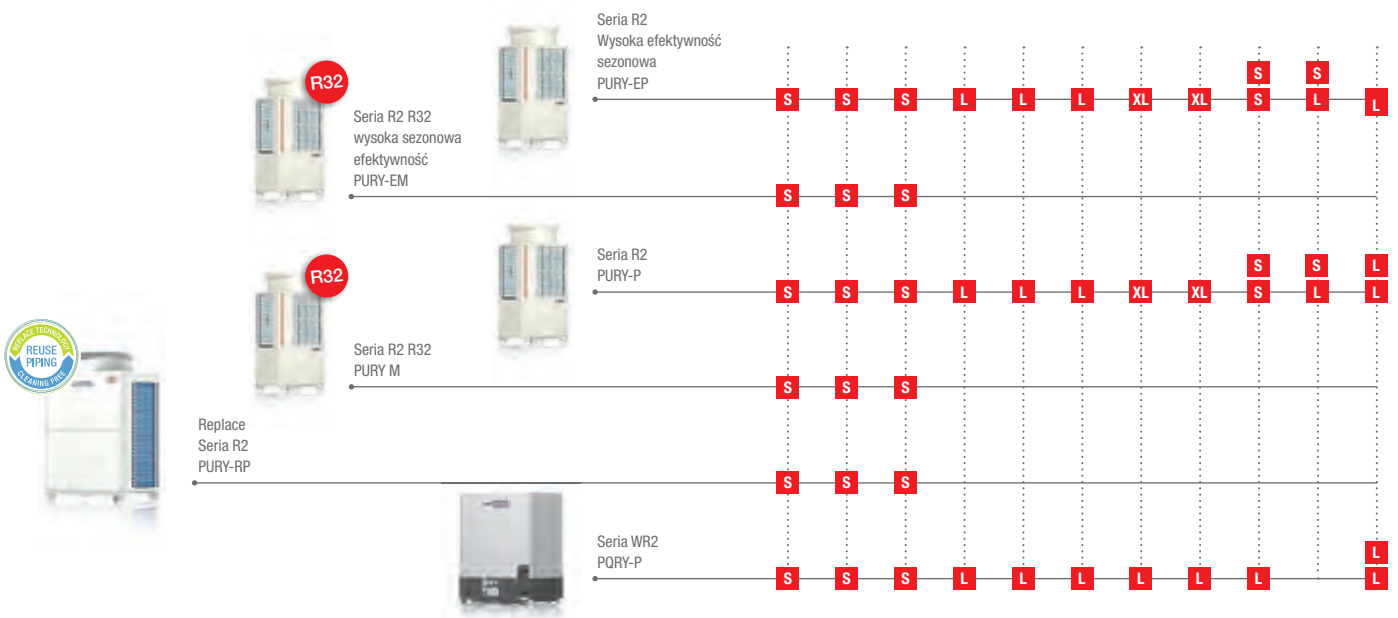 Seria R2
Wysoka efektywność
sezonowa
PURY-EP
S S
S S S L L L XL XL S L L
R32
Seria R2 R32
wysoka sezonowa
efektywność
PURY-EM
S S S
Seria R2
PURY-P
S S L
S S S L L L XL XL S L L
R32
Seria R2 R32
PURY M
S S S
REPLACE TECHNOLOGY
REUSE
PIPING
CLEANING FREE
Replace
Seria R2
PURY-RP
S S S
Seria WR2
PQRY-P
L
S S S L L L L L L L